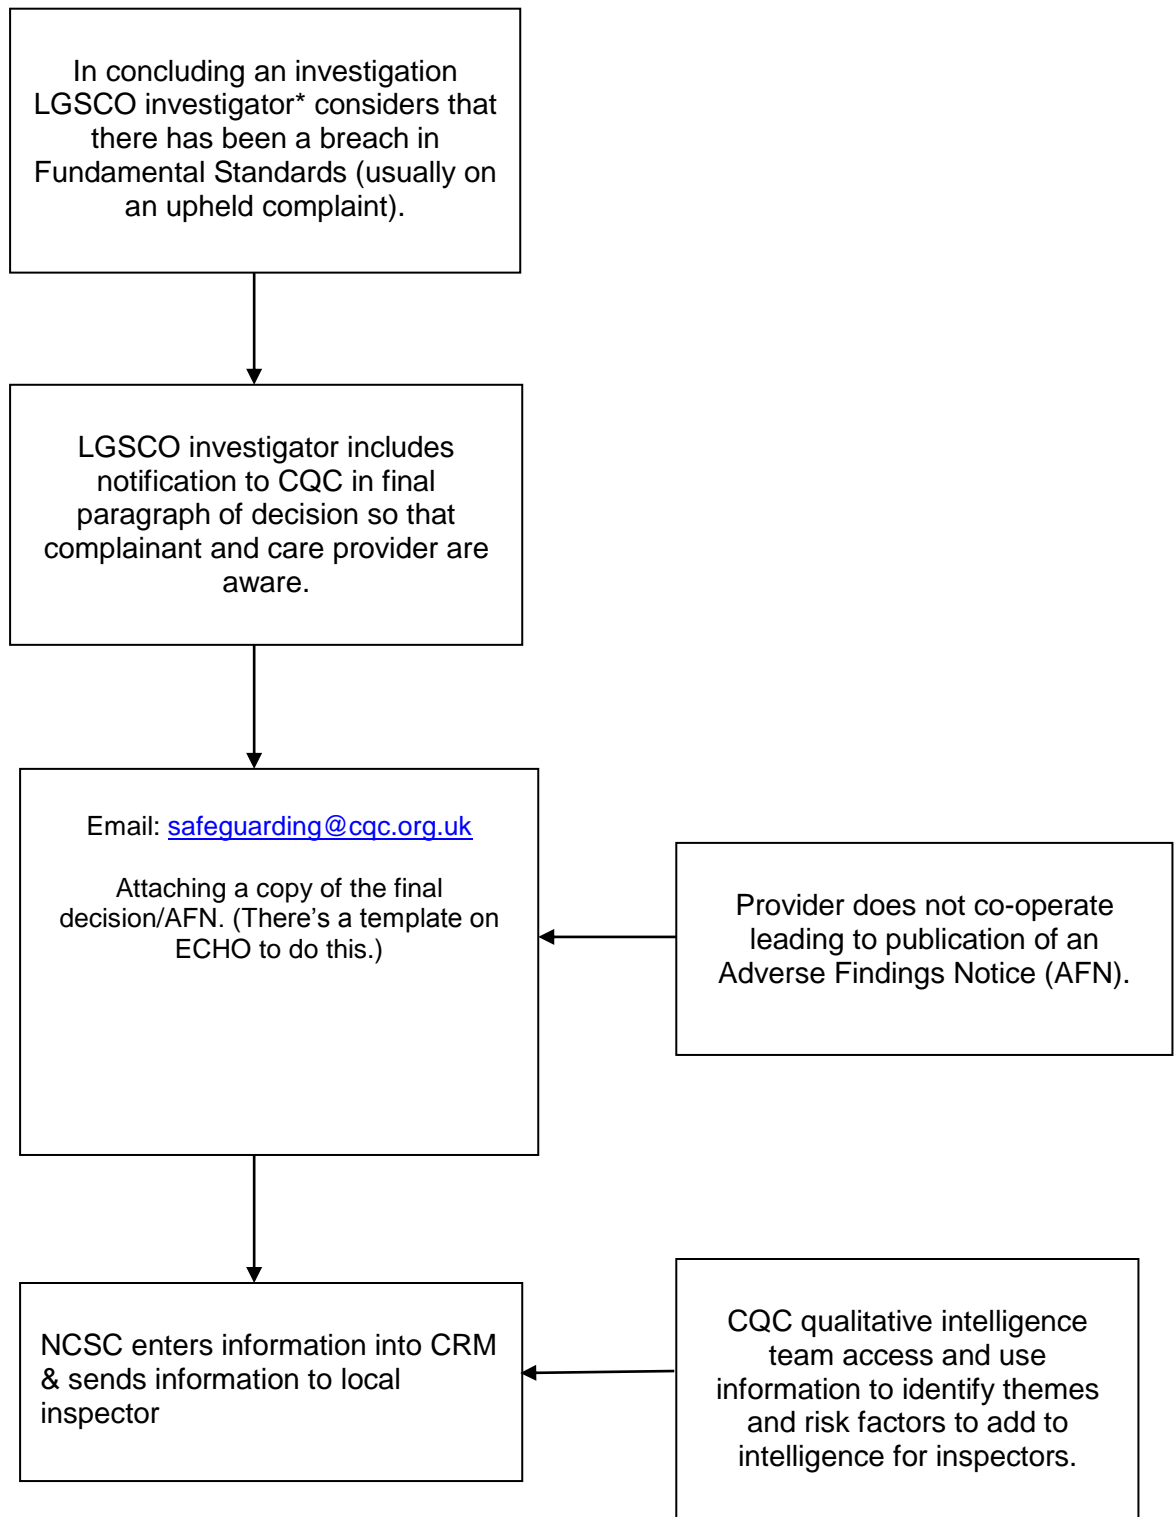 In concluding an investigation
LGSCO investigator* considers that
there has been a breach in
Fundamental Standards (usually on
an upheld complaint).
LGSCO investigator includes
notification to CQC in final
paragraph of decision so that
complainant and care provider are
aware.
Email: safeguarding@cqc.org.uk
Attaching a copy of the final
decision/AFN. (There’s a template on
ECHO to do this.)
Provider does not co-operate
leading to publication of an
Adverse Findings Notice (AFN).
NCSC enters information into CRM
& sends information to local
inspector
CQC qualitative intelligence
team access and use
information to identify themes
and risk factors to add to
intelligence for inspectors.